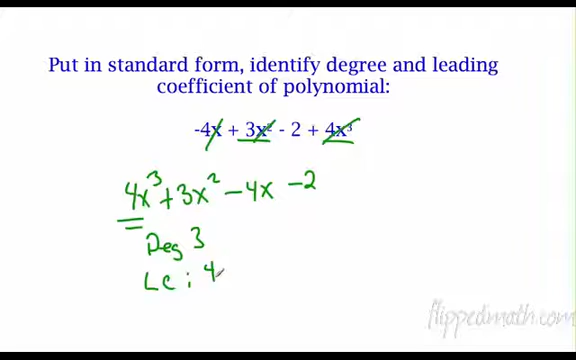 Put in standard form, identify degree and leading
coefficient of polynomial:
-4x + 3x² - 2 + 4x³
4x³ + 3x² - 4x - 2
Deg 3
LC : 4
flippedmath.com